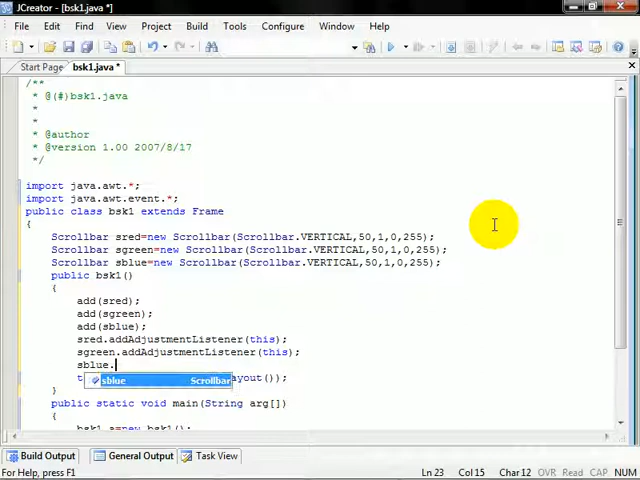 JCreator - [bsk1.java *]
File Edit View Project Build Tools Configure Window Help
Start Page bsk1.java *
/**
* @(#)bsk1.java
*
*
* @author
* @version 1.00 2007/8/17
*/
import java.awt.*;
import java.awt.event.*;
public class bsk1 extends Frame
{
Scrollbar sred=new Scrollbar(Scrollbar.VERTICAL,50,1,0,255);
Scrollbar sgreen=new Scrollbar(Scrollbar.VERTICAL,50,1,0,255);
Scrollbar sblue=new Scrollbar(Scrollbar.VERTICAL,50,1,0,255);
public bsk1()
{
add(sred);
add(sgreen);
add(sblue);
sred.addAdjustmentListener(this);
sgreen.addAdjustmentListener(this);
sblue.
t ayout());
sblue Scrollbar
}
public static void main(String arg[])
{
bsk1 a=new bsk1();
Build Output General Output Task View
For Help, press F1 Ln 23 Col 15 Char 12 OVR Read CAP NUM